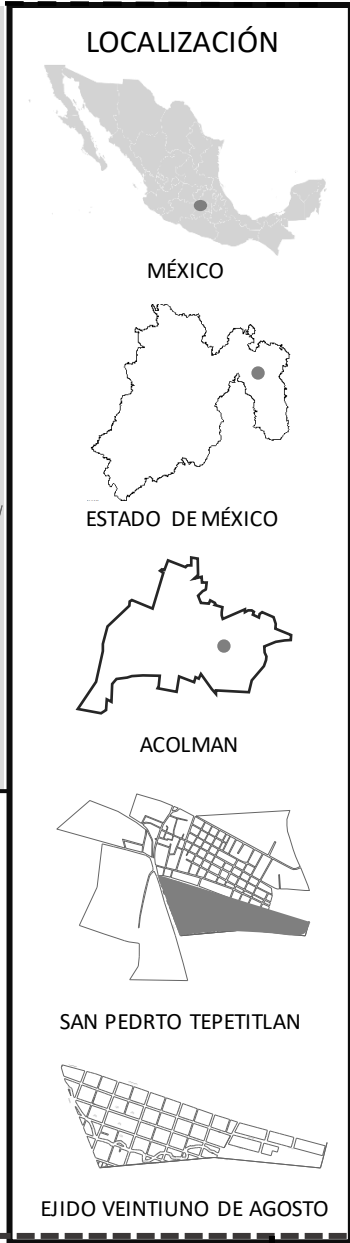 LOCALIZACIÓN
MÉXICO
ESTADO DE MÉXICO
ACOLMAN
SAN PEDRTO TEPETITLAN
EJIDO VEINTIUNO DE AGOSTO